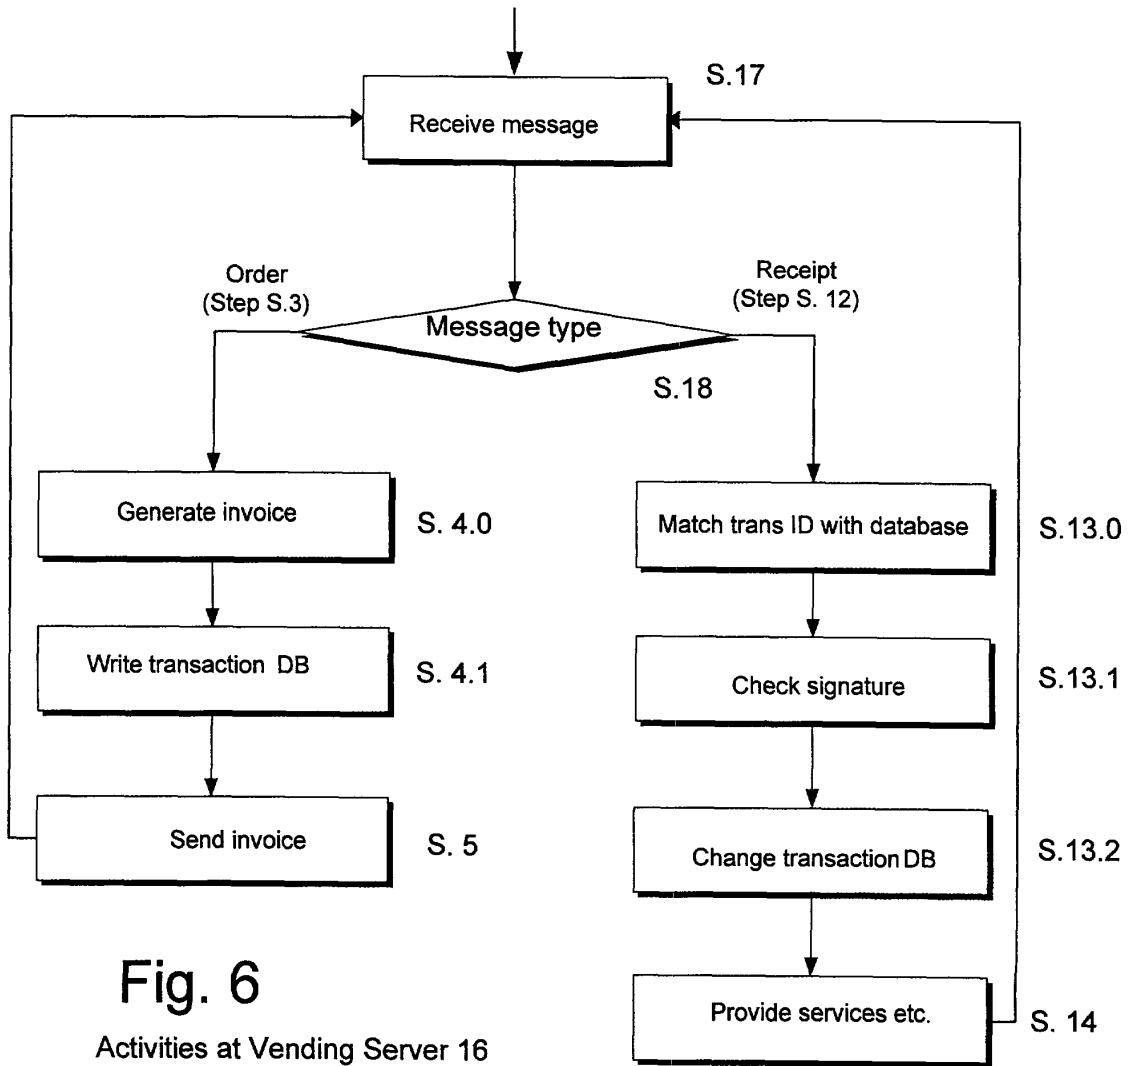 S.17
Receive message
Order
(Step S.3)
Receipt
(Step S. 12)
Message type
S.18
Generate invoice
S. 4.0
Match trans ID with database
S.13.0
Write transaction DB
S. 4.1
Check signature
S.13.1
Send invoice
S. 5
Change transaction DB
S.13.2
Provide services etc.
S. 14
Fig. 6
Activities at Vending Server 16